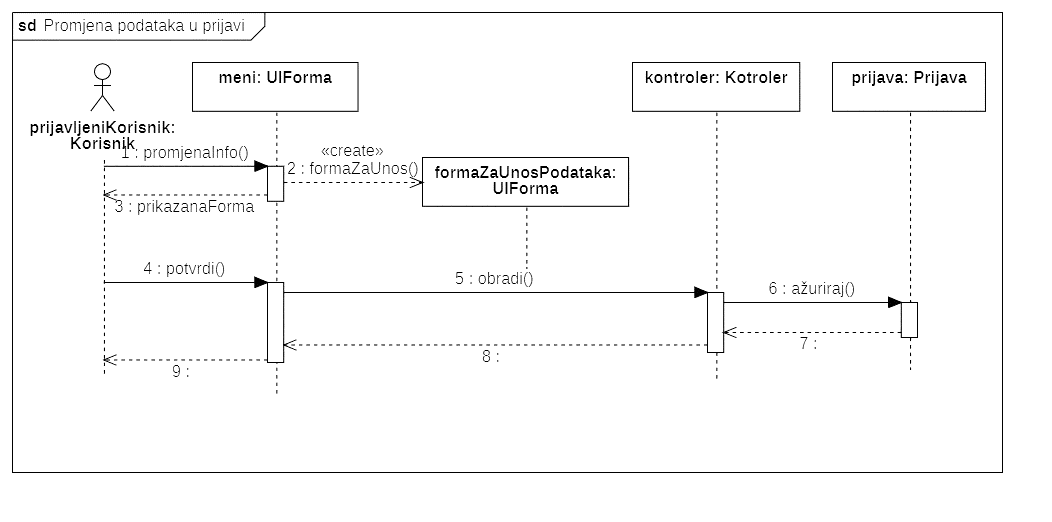 sd Promjena podataka u prijavi
meni: UIForma
kontroler: Kotroler
prijava: Prijava
prijavljeniKorisnik:
Korisnik
1 : promjenaInfo()
«create»
2 : formaZaUnos()
formaZaUnosPodataka:
UIForma
3 : prikazanaForma
4 : potvrdi()
5 : obradi()
6 : ažuriraj()
7 :
8 :
9 :